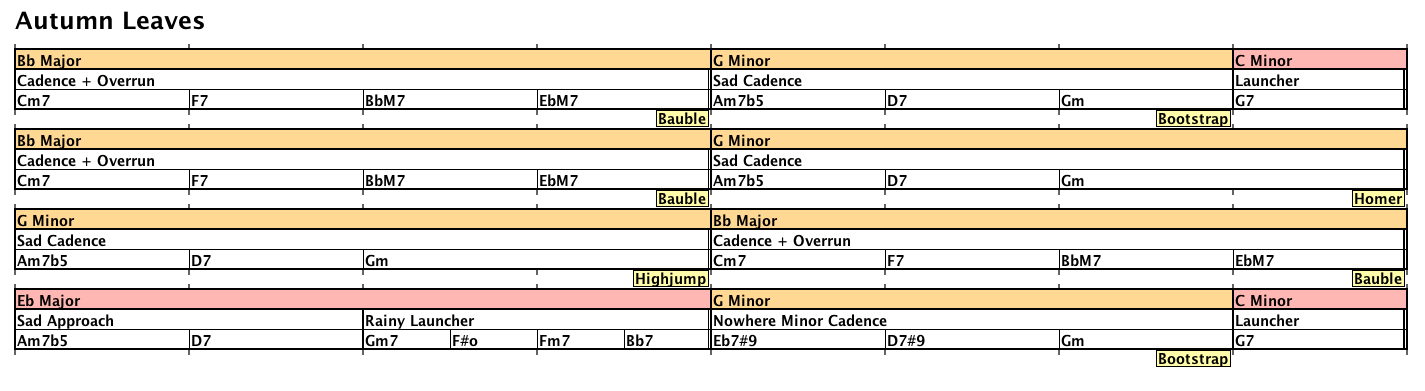 Autumn Leaves
Bb Major G Minor C Minor
Cadence + Overrun Sad Cadence Launcher
Cm7 F7 BbM7 EbM7 Am7b5 D7 Gm G7
Bauble Bootstrap
Bb Major G Minor
Cadence + Overrun Sad Cadence
Cm7 F7 BbM7 EbM7 Am7b5 D7 Gm
Bauble Homer
G Minor Bb Major
Sad Cadence Cadence + Overrun
Am7b5 D7 Gm Cm7 F7 BbM7 EbM7
Highjump Bauble
Eb Major G Minor C Minor
Sad Approach Rainy Launcher Nowhere Minor Cadence Launcher
Am7b5 D7 Gm7 F#o Fm7 Bb7 Eb7#9 D7#9 Gm G7
Bootstrap